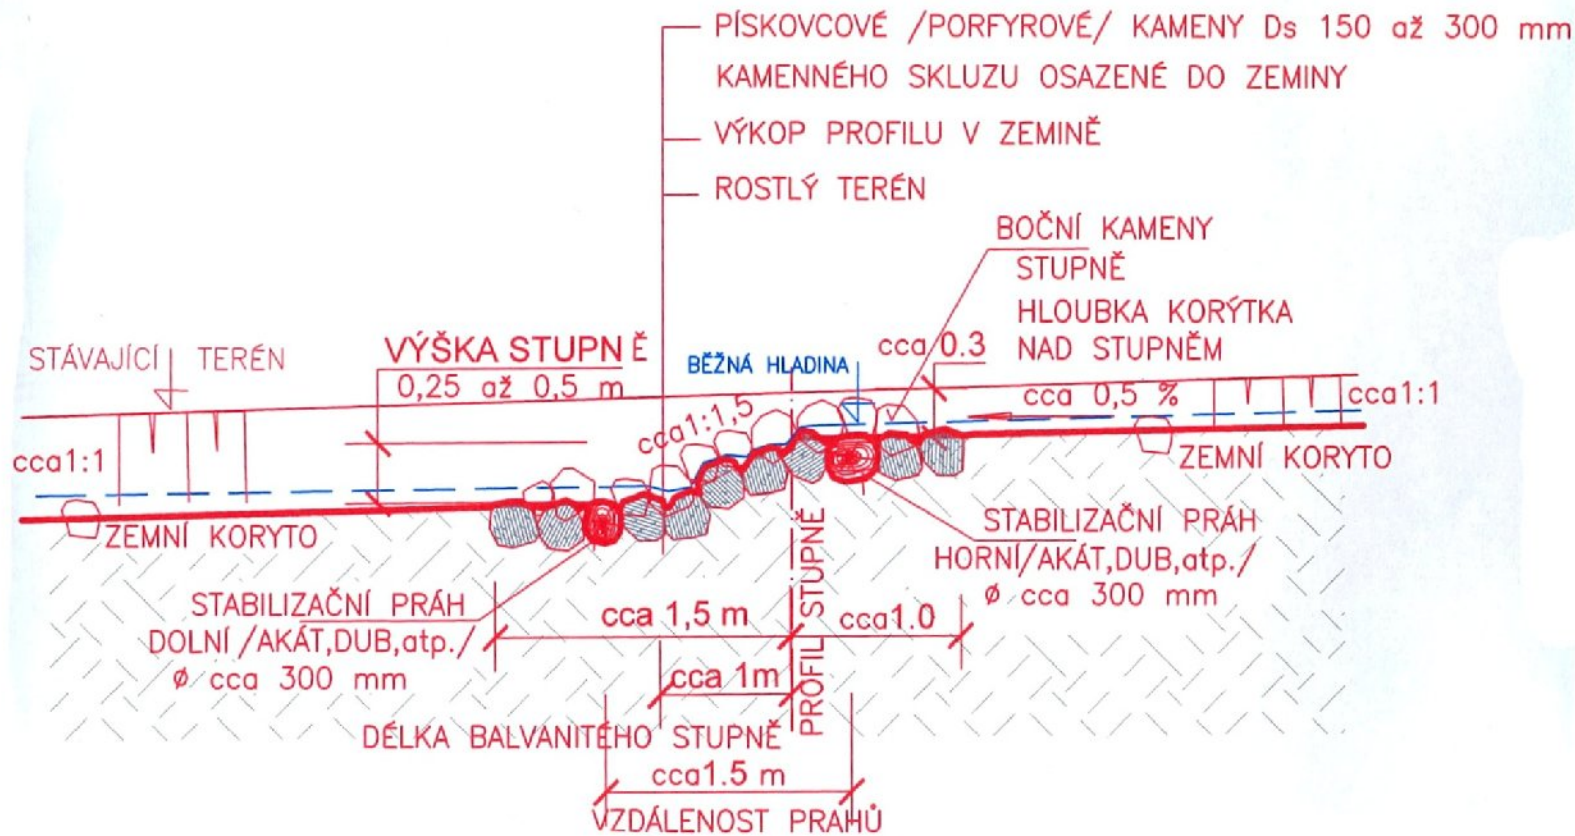 PÍSKOVCOVÉ /PORFYROVÉ/ KAMENY Ds 150 až 300 mm
KAMENNÉHO SKLUZU OSAZENÉ DO ZEMINY
VÝKOP PROFILU V ZEMINĚ
ROSTLÝ TERÉN
BOČNÍ KAMENY
STUPNĚ
HLOUBKA KORÝTKA
NAD STUPNĚM
cca 0.3
STÁVAJÍCÍ TERÉN
VÝŠKA STUPNĚ
0,25 až 0,5 m
BĚŽNÁ HLADINA
cca 0,5 %
cca1:1
cca1:1,5
cca1:1
ZEMNÍ KORYTO
ZEMNÍ KORYTO
STABILIZAČNÍ PRÁH
HORNÍ/AKÁT,DUB,atp./
ø cca 300 mm
STABILIZAČNÍ PRÁH
DOLNÍ /AKÁT,DUB,atp./
ø cca 300 mm
PROFIL STUPNĚ
cca 1,5 m
cca1.0
cca 1m
DÉLKA BALVANITÉHO STUPNĚ
cca1.5 m
VZDÁLENOST PRAHŮ